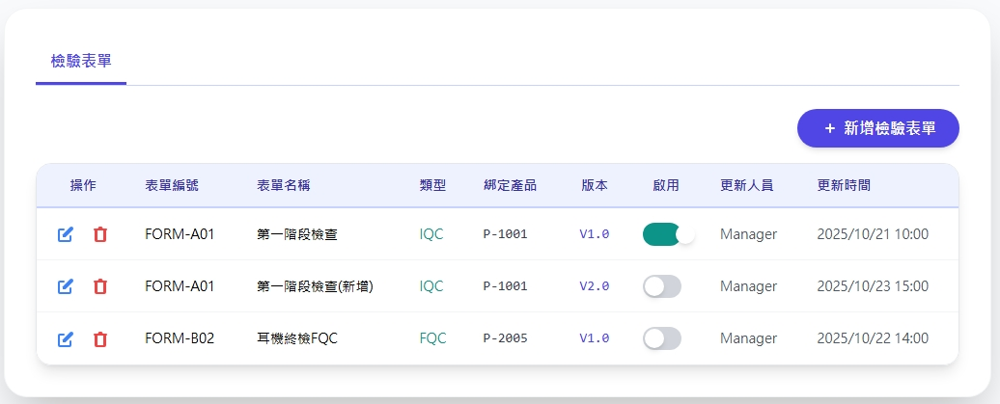 檢驗表單
+ 新增檢驗表單
操作 表單編號 表單名稱 類型 綁定產品 版本 啟用 更新人員 更新時間
FORM-A01 第一階段檢查 IQC P-1001 V1.0 Manager 2025/10/21 10:00
FORM-A01 第一階段檢查(新增) IQC P-1001 V2.0 Manager 2025/10/23 15:00
FORM-B02 耳機終檢FQC FQC P-2005 V1.0 Manager 2025/10/22 14:00